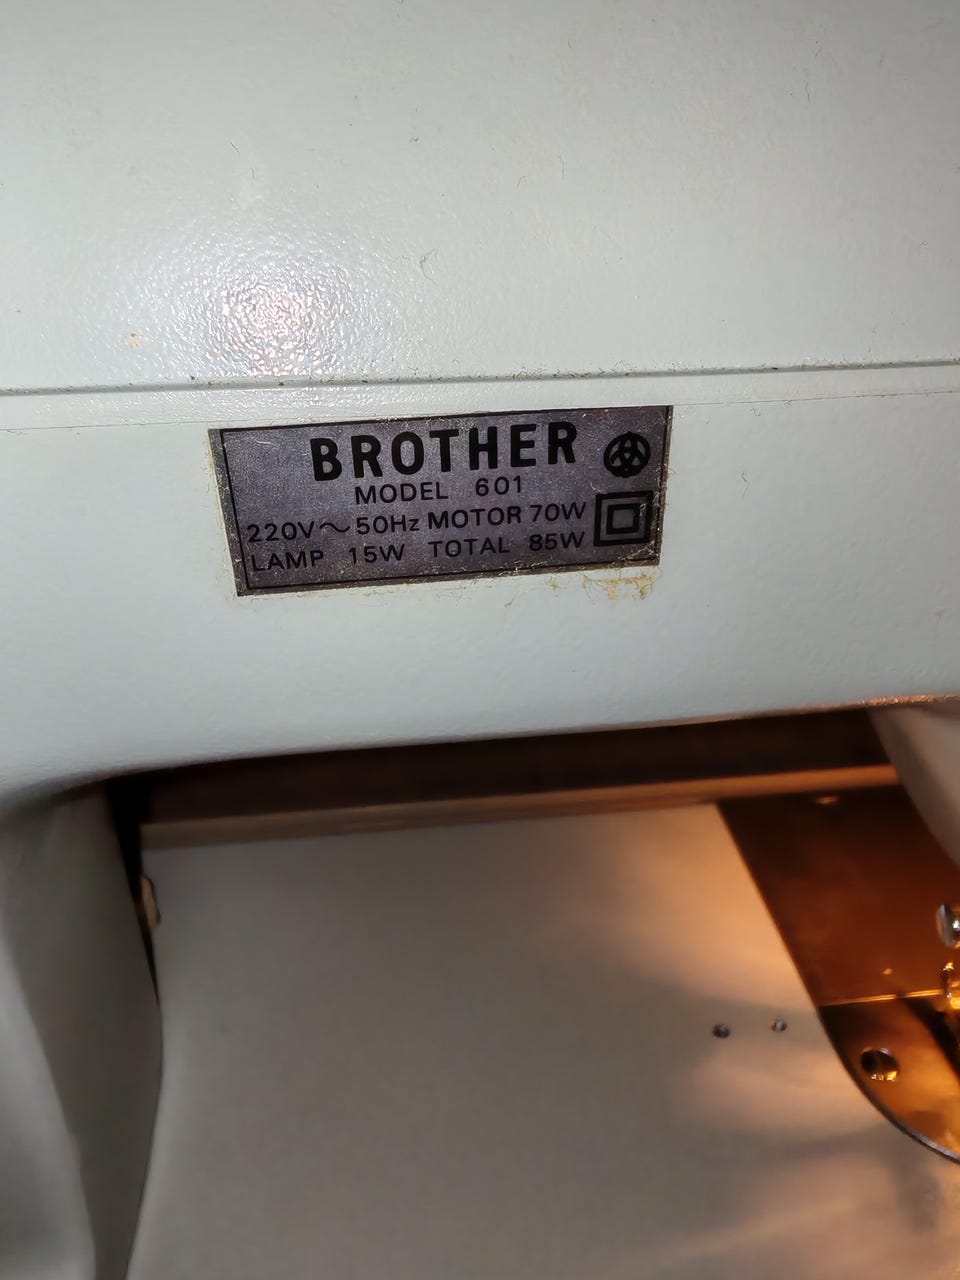 BROTHER
MODEL 601
220V~50Hz MOTOR 70W
LAMP 15W TOTAL 85W